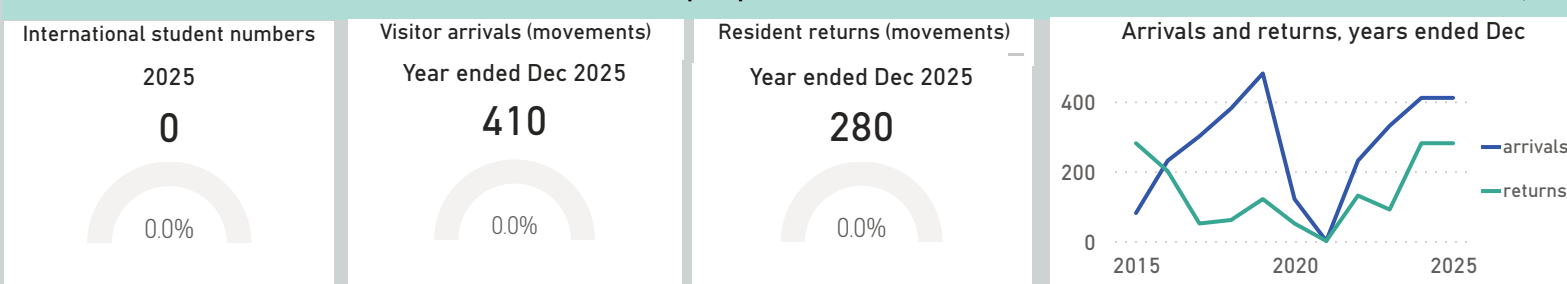 International student numbers
2025
0
0.0%
Visitor arrivals (movements)
Year ended Dec 2025
410
0.0%
Resident returns (movements)
Year ended Dec 2025
280
0.0%
Arrivals and returns, years ended Dec
400
200
0
2015
2020
2025
arrivals
returns